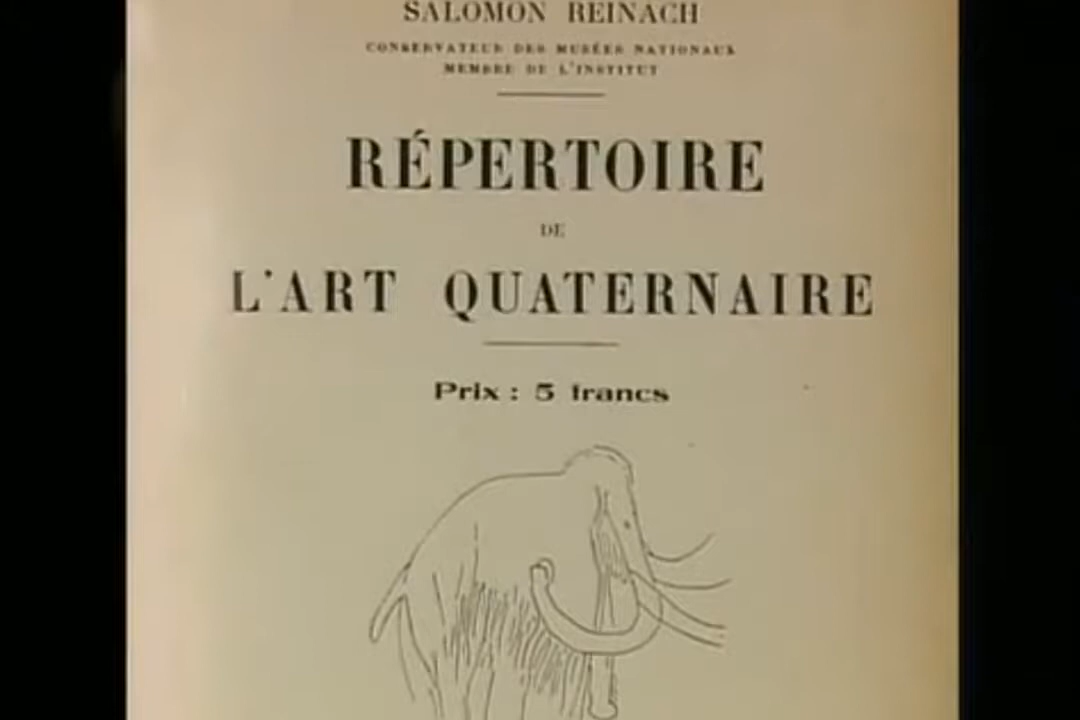 SALOMON REINACH
CONSERVATEUR DES MUSÉES NATIONAUX
MEMBRE DE L'INSTITUT
RÉPERTOIRE
DE
L'ART QUATERNAIRE
Prix : 5 francs